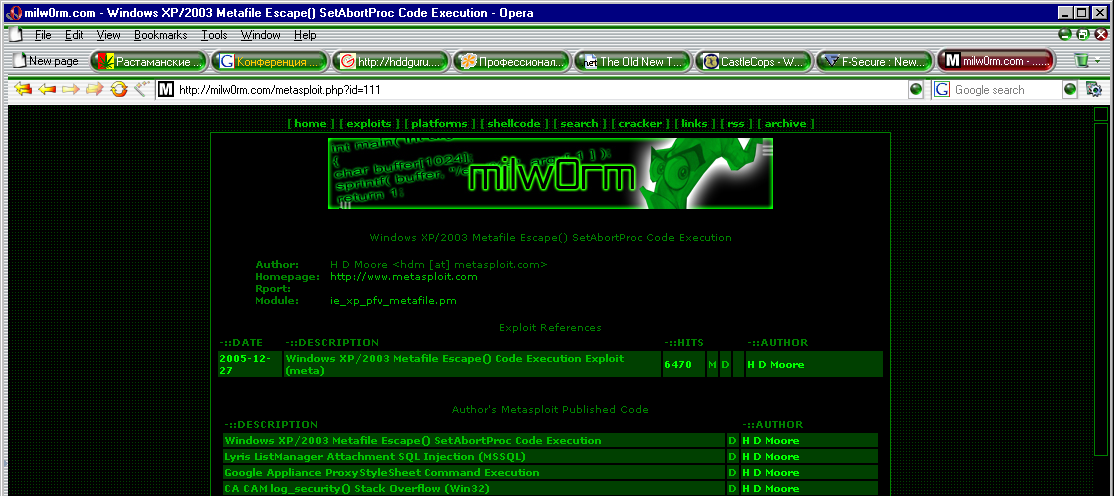 milw0rm.com - Windows XP/2003 Metafile Escape() SetAbortProc Code Execution - Opera
File Edit View Bookmarks Tools Window Help
New page Растаманские ... Конференция ... http://hddguru.... Профессионал... The Old New T... CastleCops - W... F-Secure : New... milw0rm.com - ...
http://milw0rm.com/metasploit.php?id=111 Google search
[ home ] [ exploits ] [ platforms ] [ shellcode ] [ search ] [ cracker ] [ links ] [ rss ] [ archive ]
{
char buffer[1024];
return 1;
milw0rm
Windows XP/2003 Metafile Escape() SetAbortProc Code Execution
Author: H D Moore <hdm [at] metasploit.com>
Homepage: http://www.metasploit.com
Rport:
Module: ie_xp_pfv_metafile.pm
Exploit References
-::DATE -::DESCRIPTION -::HITS -::AUTHOR
2005-12-27 Windows XP/2003 Metafile Escape() Code Execution Exploit (meta) 6470 M D H D Moore
Author's Metasploit Published Code
-::DESCRIPTION -::AUTHOR
Windows XP/2003 Metafile Escape() SetAbortProc Code Execution D H D Moore
Lyris ListManager Attachment SQL Injection (MSSQL) D H D Moore
Google Appliance ProxyStyleSheet Command Execution D H D Moore
CA CAM log_security() Stack Overflow (Win32) D H D Moore